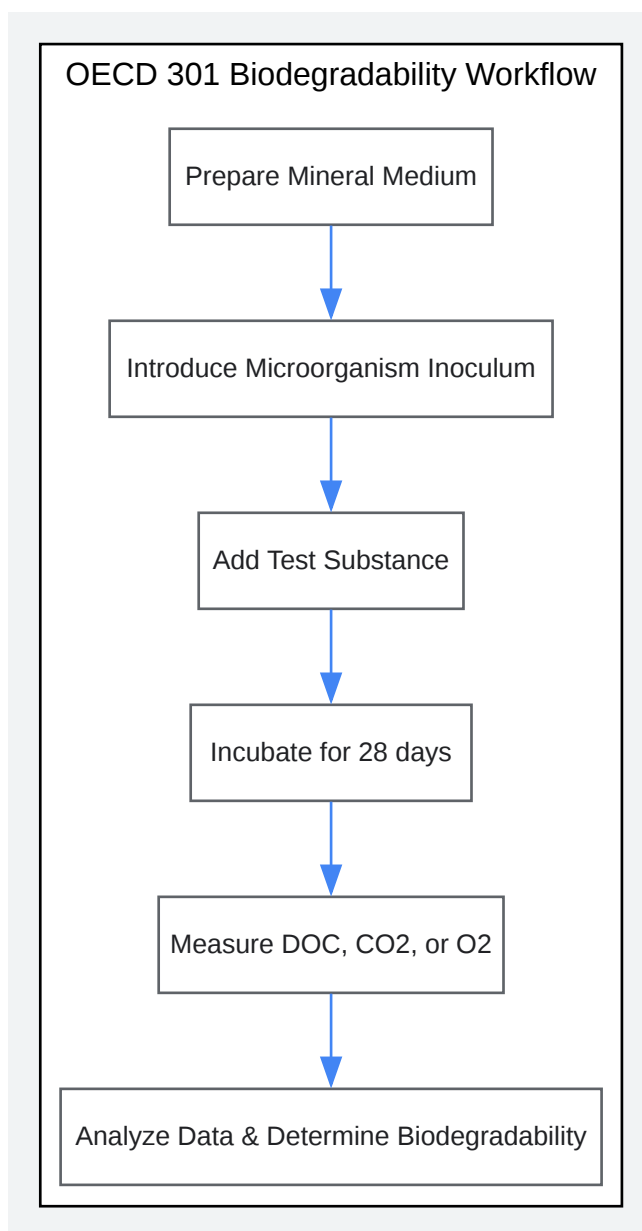 OECD 301 Biodegradability Workflow
Prepare Mineral Medium
Introduce Microorganism Inoculum
Add Test Substance
Incubate for 28 days
Measure DOC, CO2, or O2
Analyze Data & Determine Biodegradability